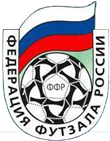 ФЕДЕРАЦИЯ ФУТЗАЛА РОССИИ
ФФР